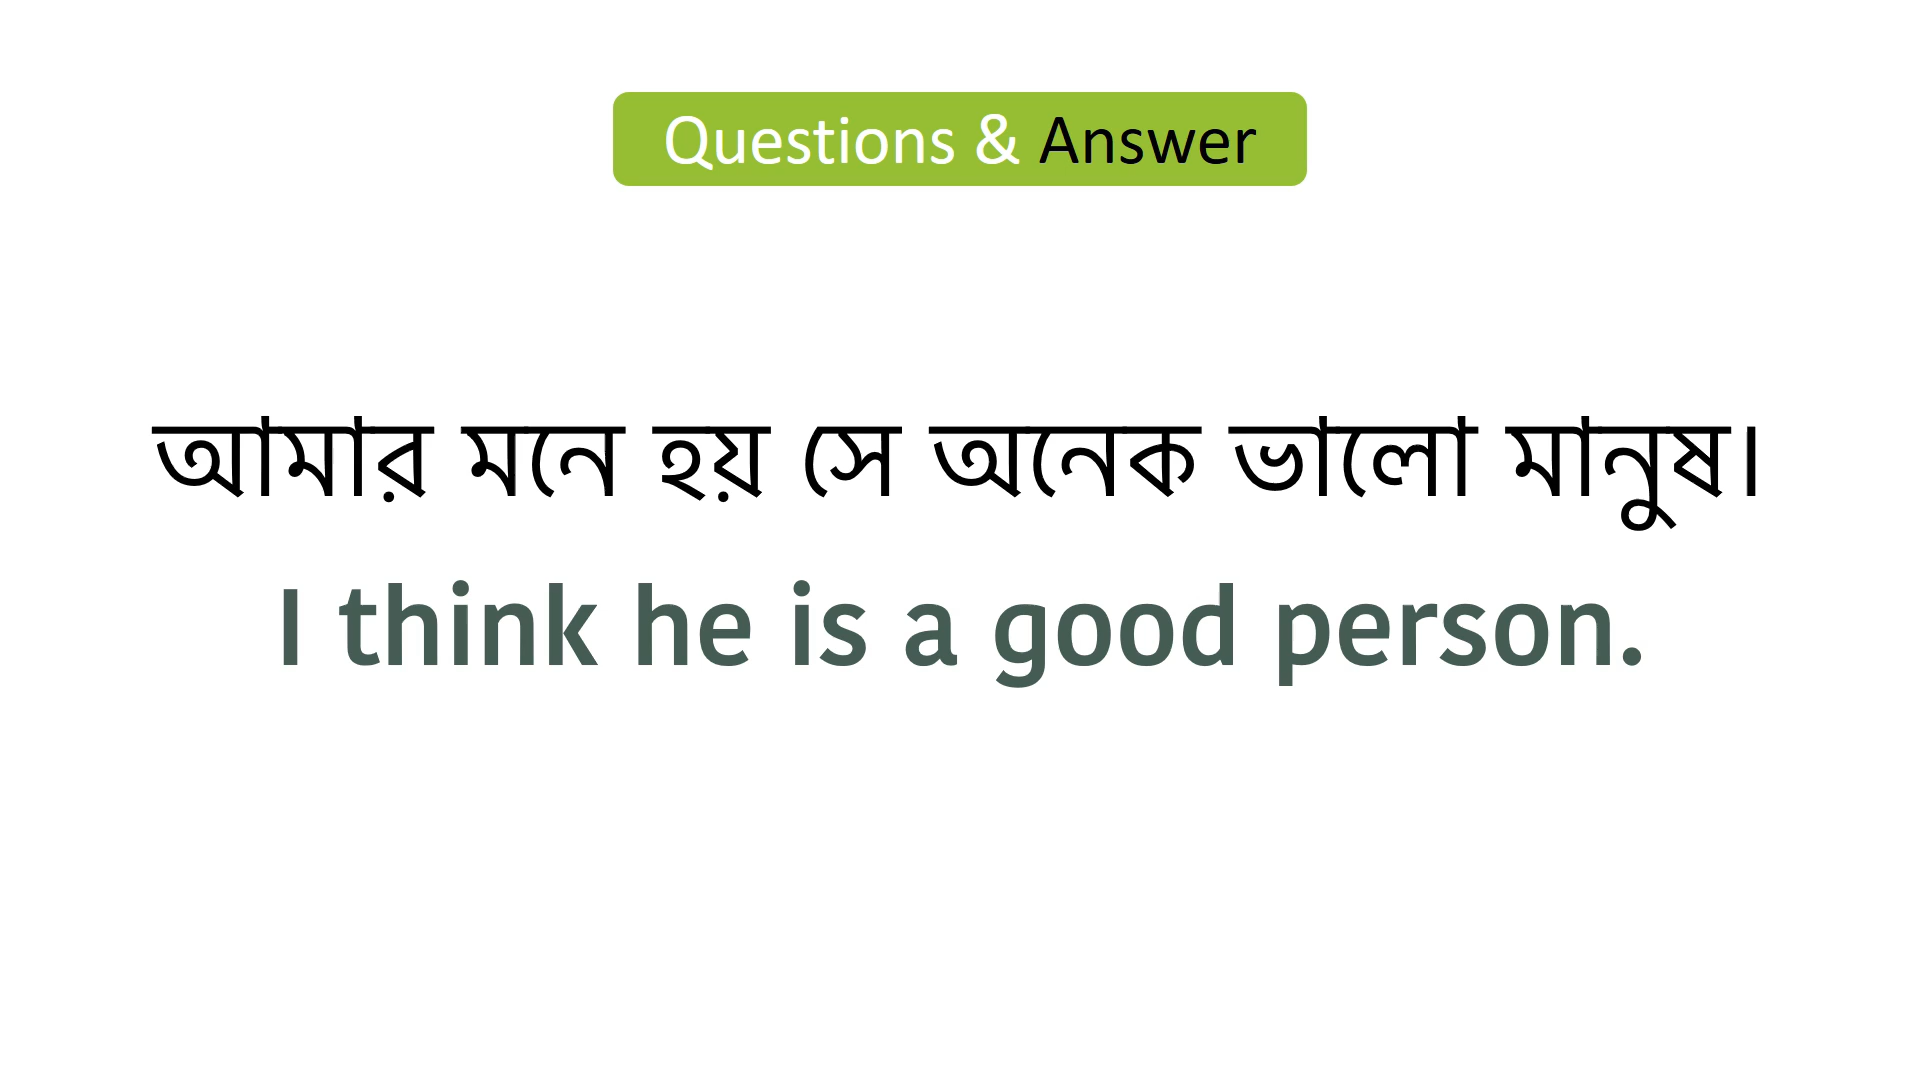 Questions & Answer
আমার মনে হয় সে অনেক ভালো মানুষ।
I think he is a good person.